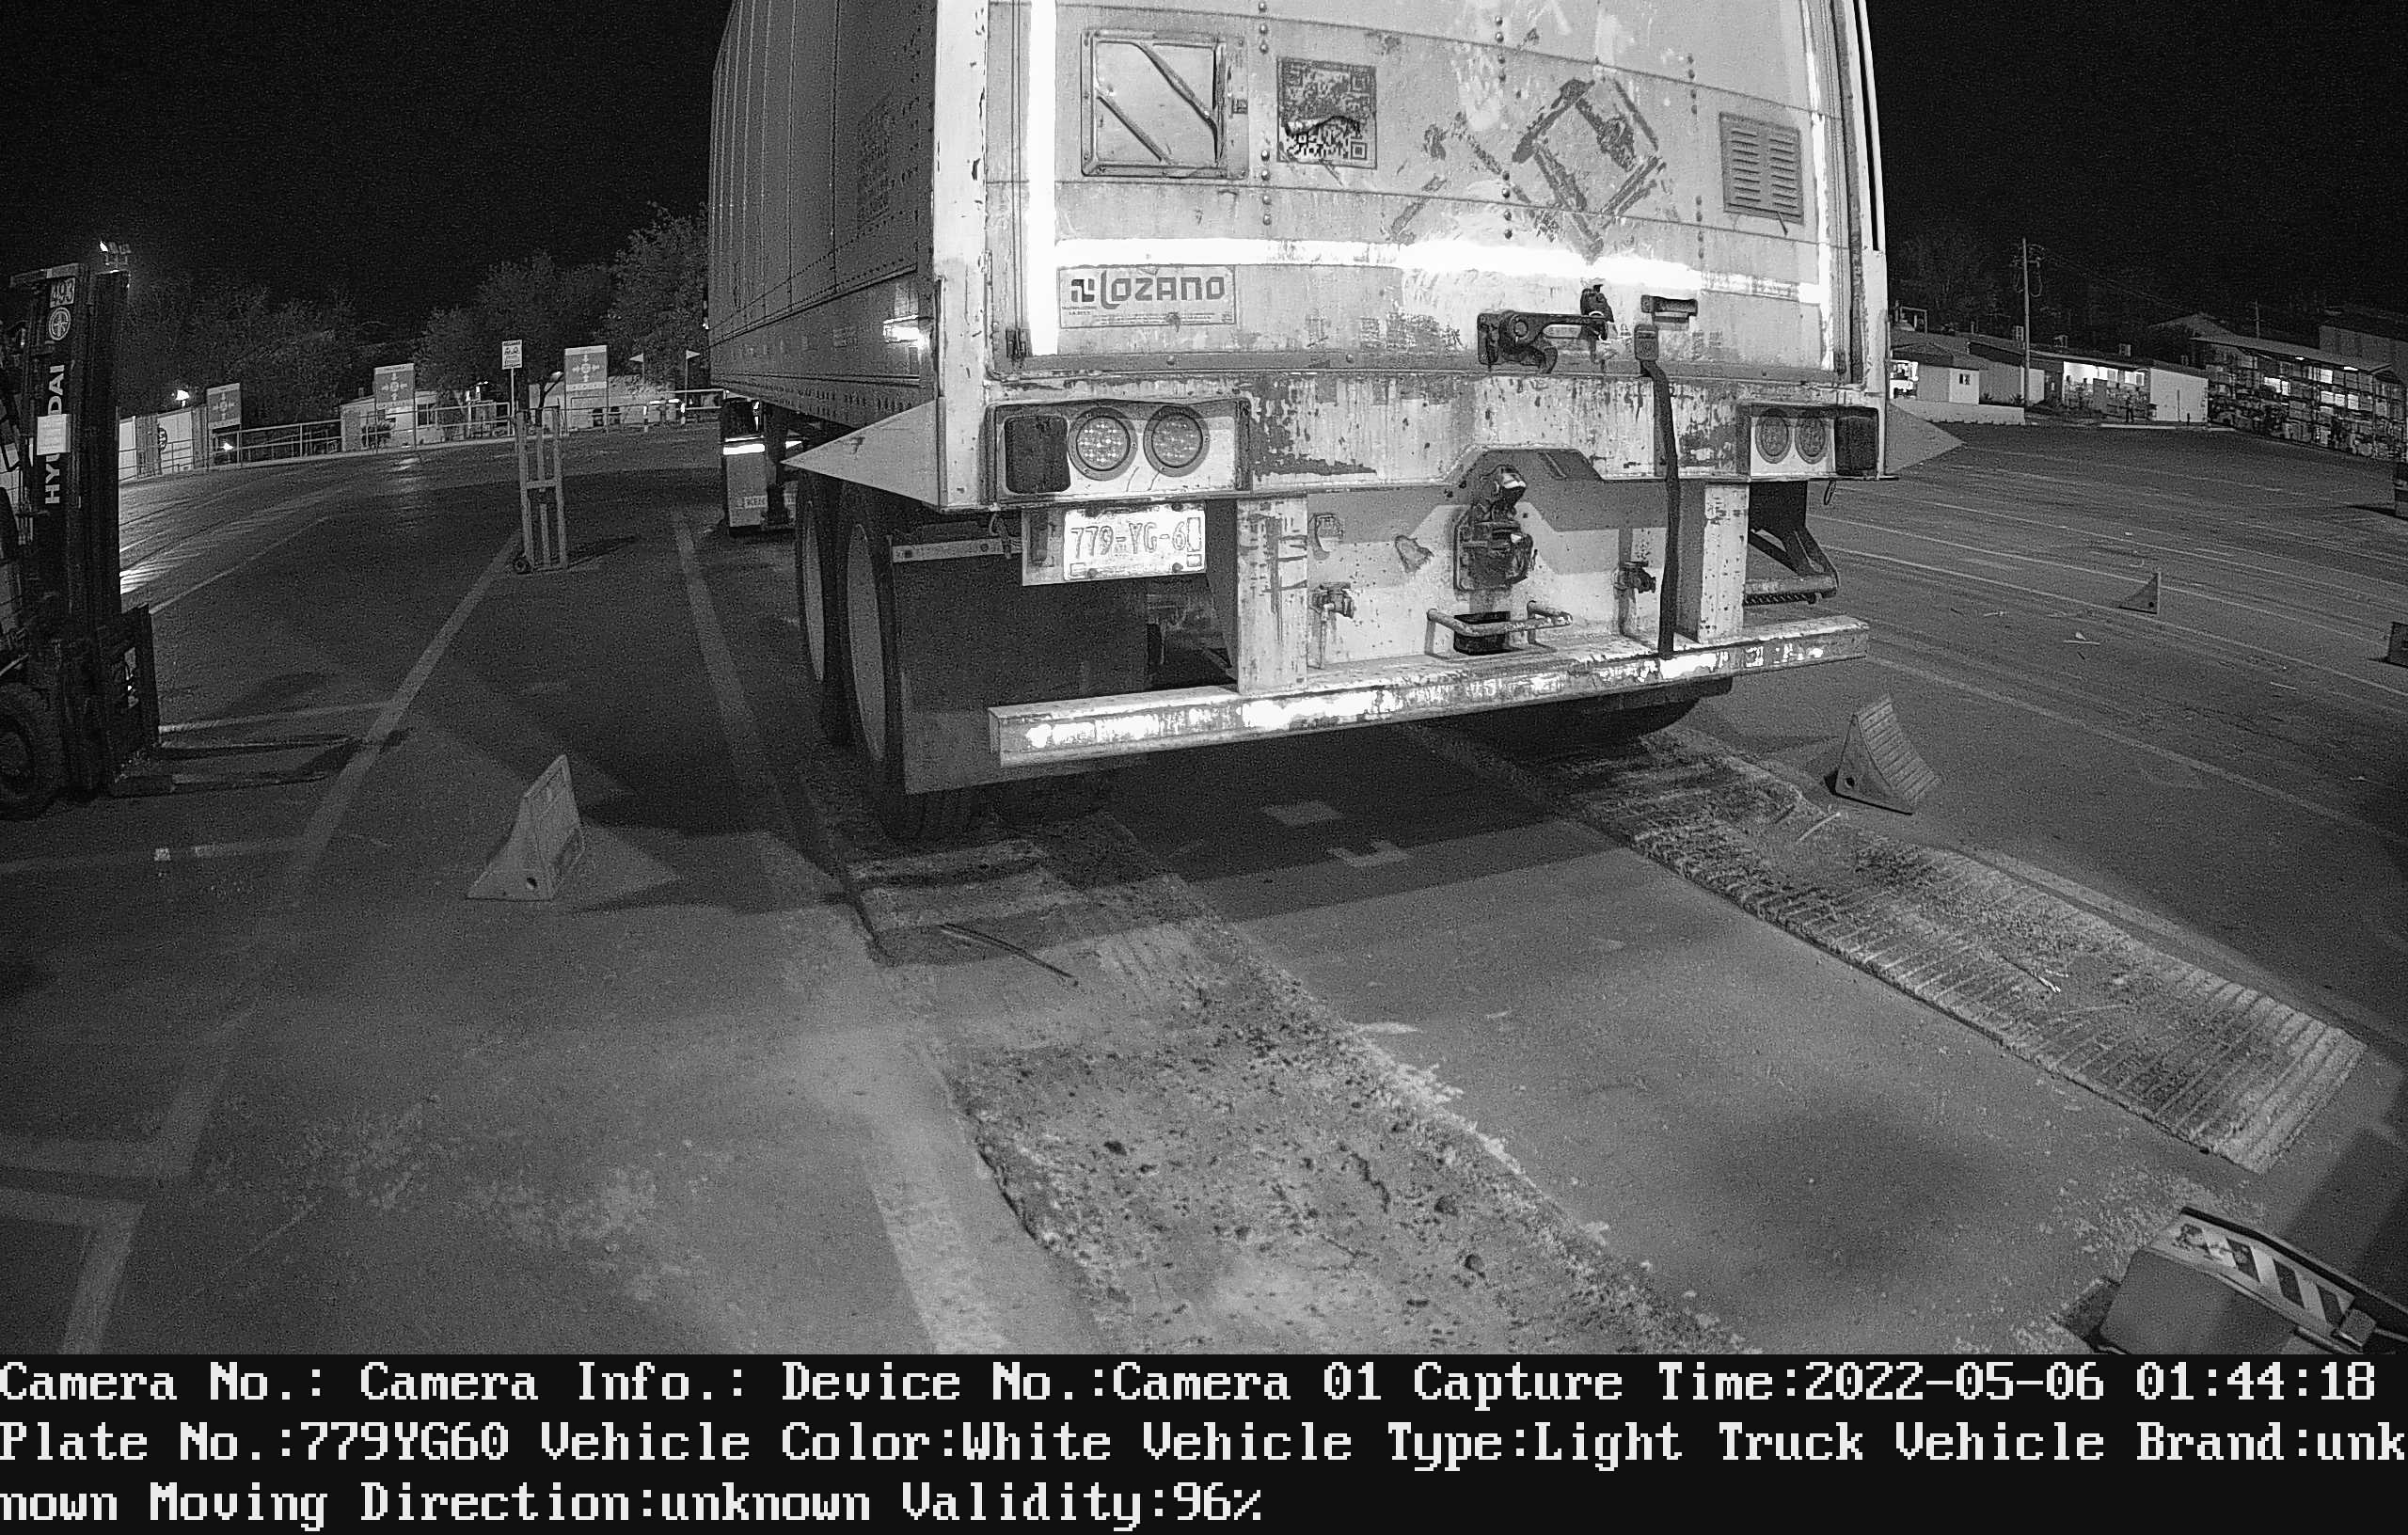 493
HYUNDAI
LOZANO
779-YG-60
Camera No.: Camera Info.: Device No.:Camera 01 Capture Time:2022-05-06 01:44:18
Plate No.:779YG60 Vehicle Color:White Vehicle Type:Light Truck Vehicle Brand:unk
nown Moving Direction:unknown Validity:96%